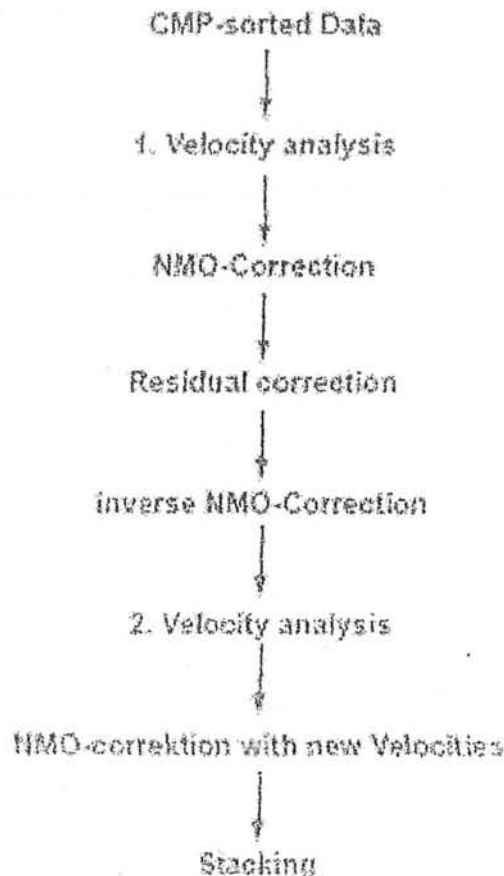 CMP-sorted Data
1. Velocity analysis
NMO-Correction
Residual correction
inverse NMO-Correction
2. Velocity analysis
NMO-correktion with new Velocities
Stacking